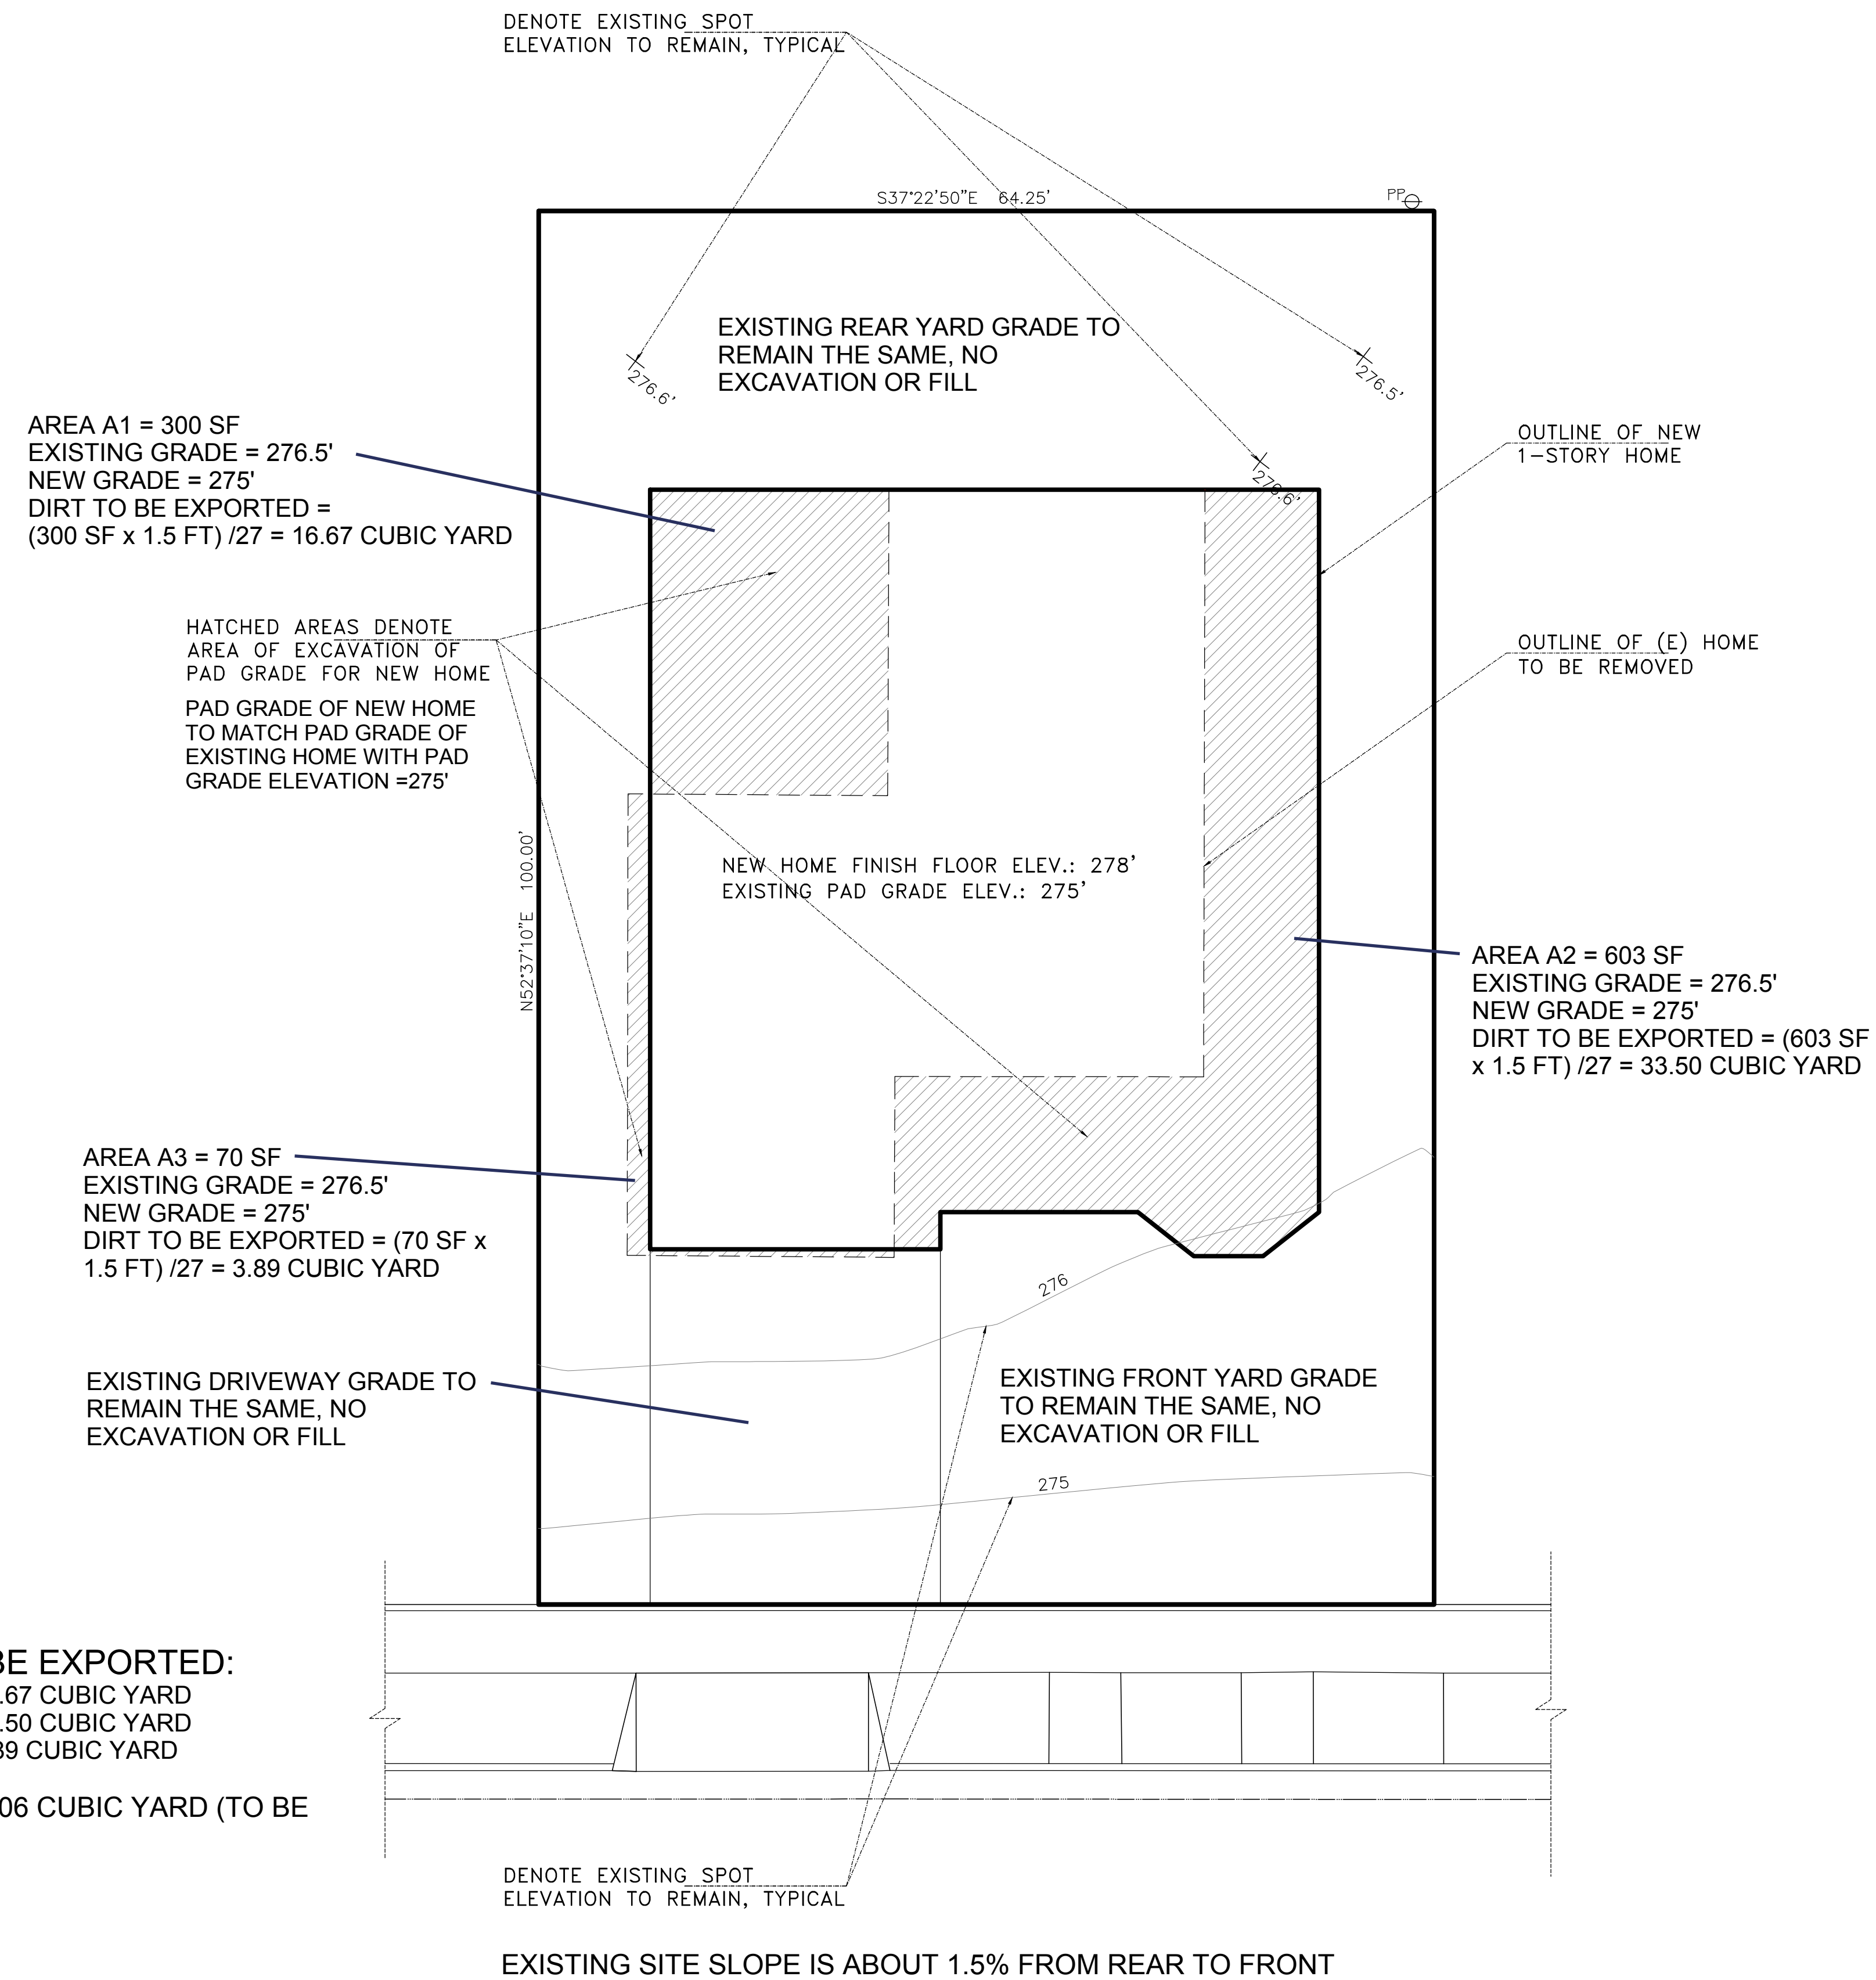 DENOTE EXISTING SPOT
ELEVATION TO REMAIN, TYPICAL
S37°22'50"E 64.25'
PP
EXISTING REAR YARD GRADE TO
REMAIN THE SAME, NO
EXCAVATION OR FILL
276.6'
276.5'
276.6'
AREA A1 = 300 SF
EXISTING GRADE = 276.5'
NEW GRADE = 275'
DIRT TO BE EXPORTED =
(300 SF x 1.5 FT) /27 = 16.67 CUBIC YARD
OUTLINE OF NEW
1-STORY HOME
HATCHED AREAS DENOTE
AREA OF EXCAVATION OF
PAD GRADE FOR NEW HOME
PAD GRADE OF NEW HOME
TO MATCH PAD GRADE OF
EXISTING HOME WITH PAD
GRADE ELEVATION =275'
OUTLINE OF (E) HOME
TO BE REMOVED
N52°37'10"E 100.00'
NEW HOME FINISH FLOOR ELEV.: 278'
EXISTING PAD GRADE ELEV.: 275'
AREA A2 = 603 SF
EXISTING GRADE = 276.5'
NEW GRADE = 275'
DIRT TO BE EXPORTED = (603 SF
x 1.5 FT) /27 = 33.50 CUBIC YARD
AREA A3 = 70 SF
EXISTING GRADE = 276.5'
NEW GRADE = 275'
DIRT TO BE EXPORTED = (70 SF x
1.5 FT) /27 = 3.89 CUBIC YARD
276
EXISTING DRIVEWAY GRADE TO
REMAIN THE SAME, NO
EXCAVATION OR FILL
EXISTING FRONT YARD GRADE
TO REMAIN THE SAME, NO
EXCAVATION OR FILL
275
BE EXPORTED:
.67 CUBIC YARD
.50 CUBIC YARD
89 CUBIC YARD
06 CUBIC YARD (TO BE
DENOTE EXISTING SPOT
ELEVATION TO REMAIN, TYPICAL
EXISTING SITE SLOPE IS ABOUT 1.5% FROM REAR TO FRONT